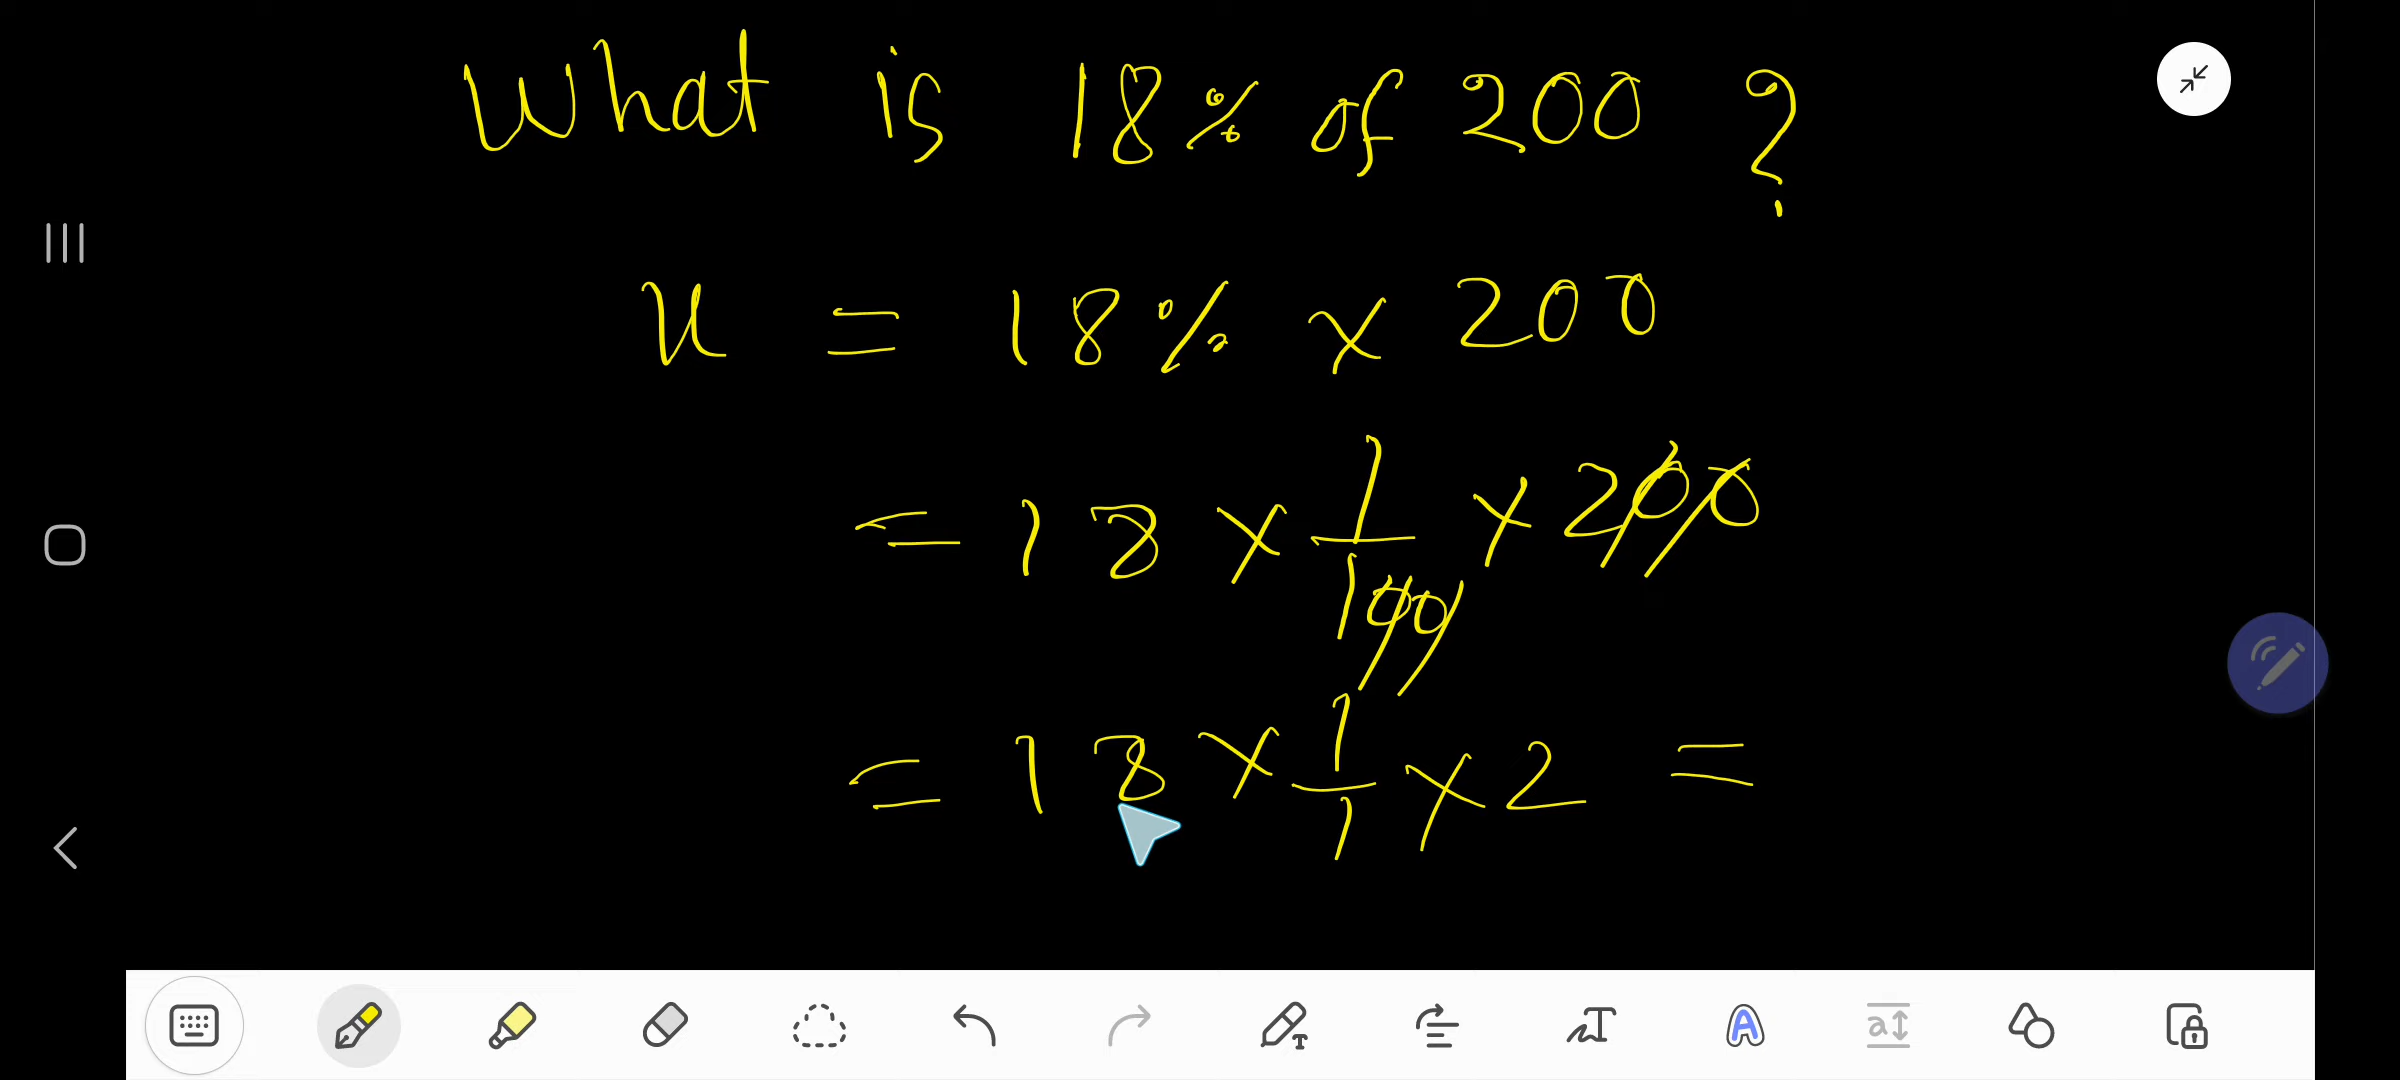 What is 18% of 200 ?
x = 18% × 200
= 18 × 1/100 × 200
= 18 × 1/1 × 2 =
T T A a